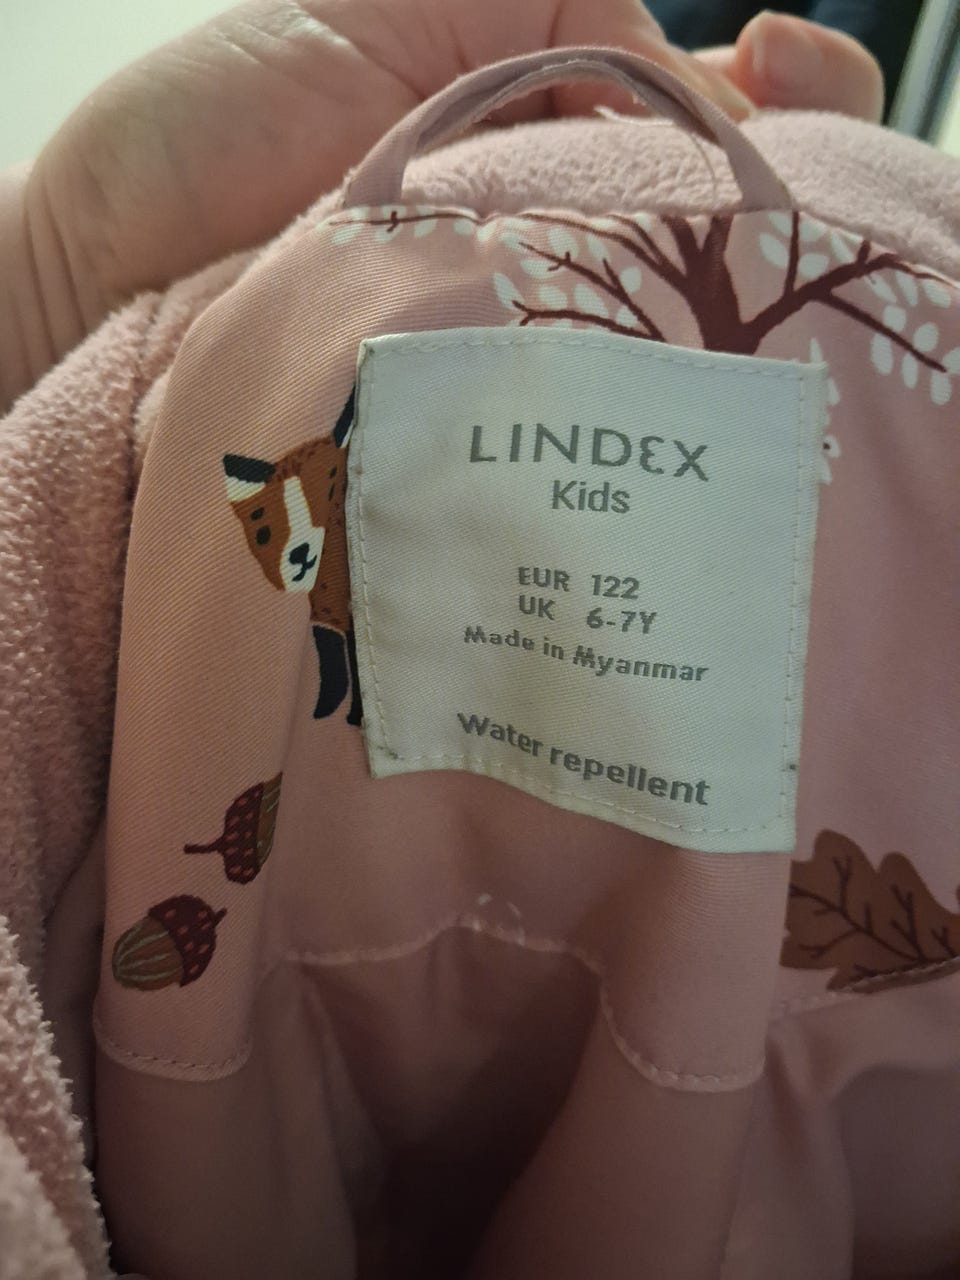 LINDEX
Kids
EUR 122
UK 6-7Y
Made in Myanmar
Water repellent